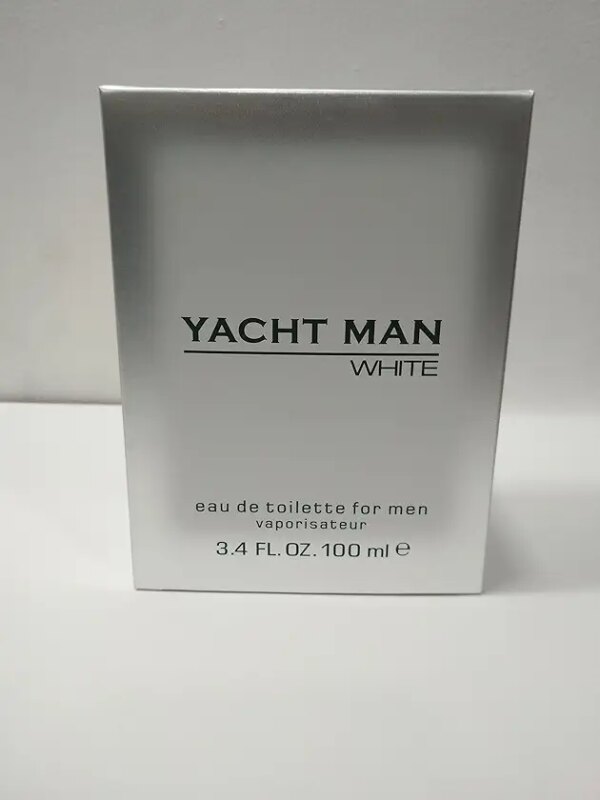 YACHT MAN
WHITE
eau de toilette for men
vaporisateur
3.4 FL. OZ. 100 ml ℮